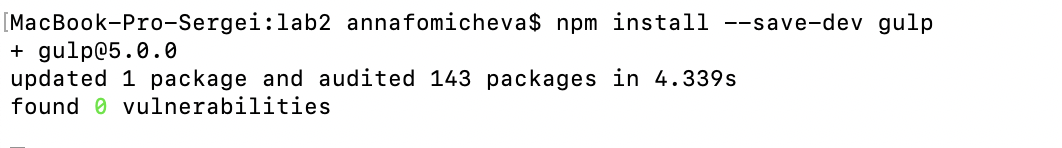 MacBook-Pro-Sergei:lab2 annafomicheva$ npm install --save-dev gulp
+ gulp@5.0.0
updated 1 package and audited 143 packages in 4.339s
found 0 vulnerabilities